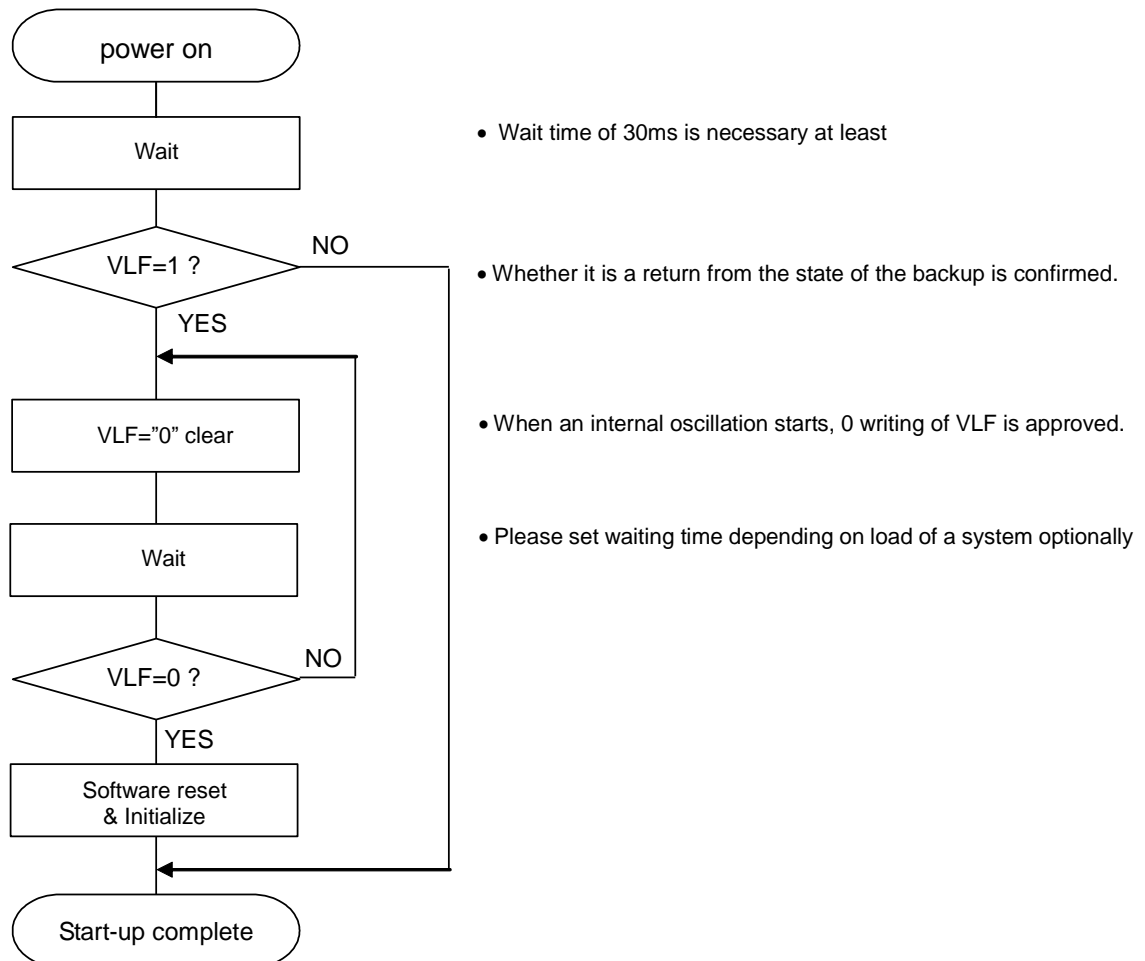 power on
Wait
• Wait time of 30ms is necessary at least
VLF=1 ?
NO
• Whether it is a return from the state of the backup is confirmed.
YES
VLF=”0” clear
• When an internal oscillation starts, 0 writing of VLF is approved.
Wait
• Please set waiting time depending on load of a system optionally
VLF=0 ?
NO
YES
Software reset
& Initialize
Start-up complete